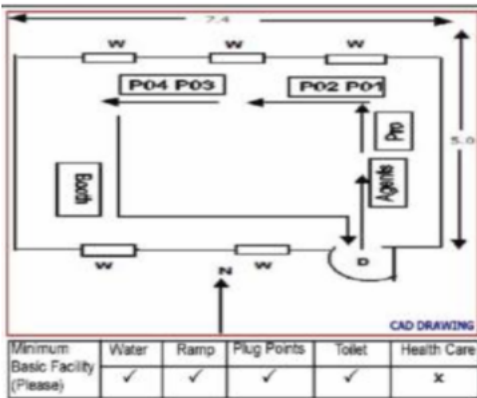 7.4
W W W
P04 P03 P02 P01
Pro
5.0
Booth
Agents
W W D
N
CAD DRAWING
Minimum Basic Facility (Please) Water Ramp Plug Points Toilet Health Care
✓ ✓ ✓ ✓ x